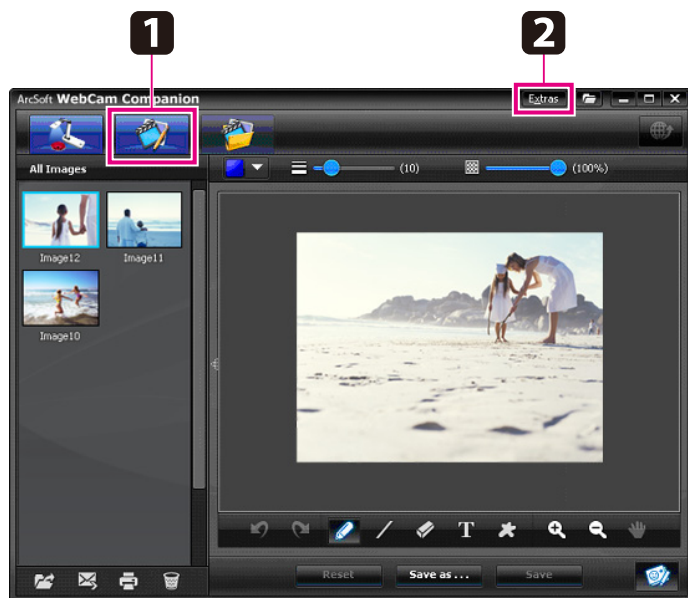 1
2
ArcSoft WebCam Companion
Extras
All Images
(10)
(100%)
Image12
Image11
Image10
T
Reset
Save as...
Save